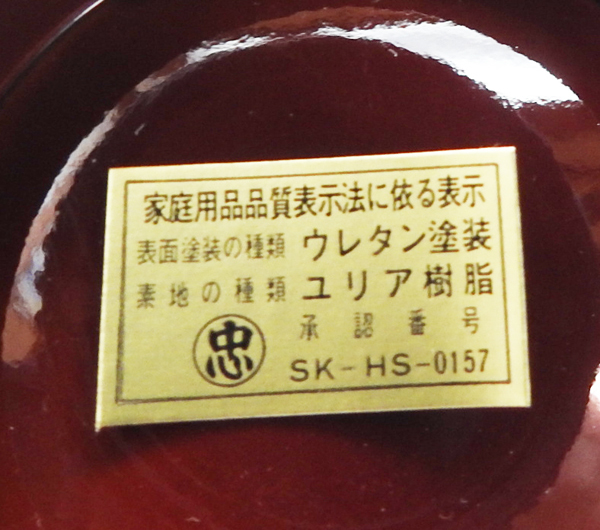 家庭用品品質表示法に依る表示
表面塗装の種類 ウレタン塗装
素地の種類 ユリア樹脂
忠 承認番号
SK-HS-0157